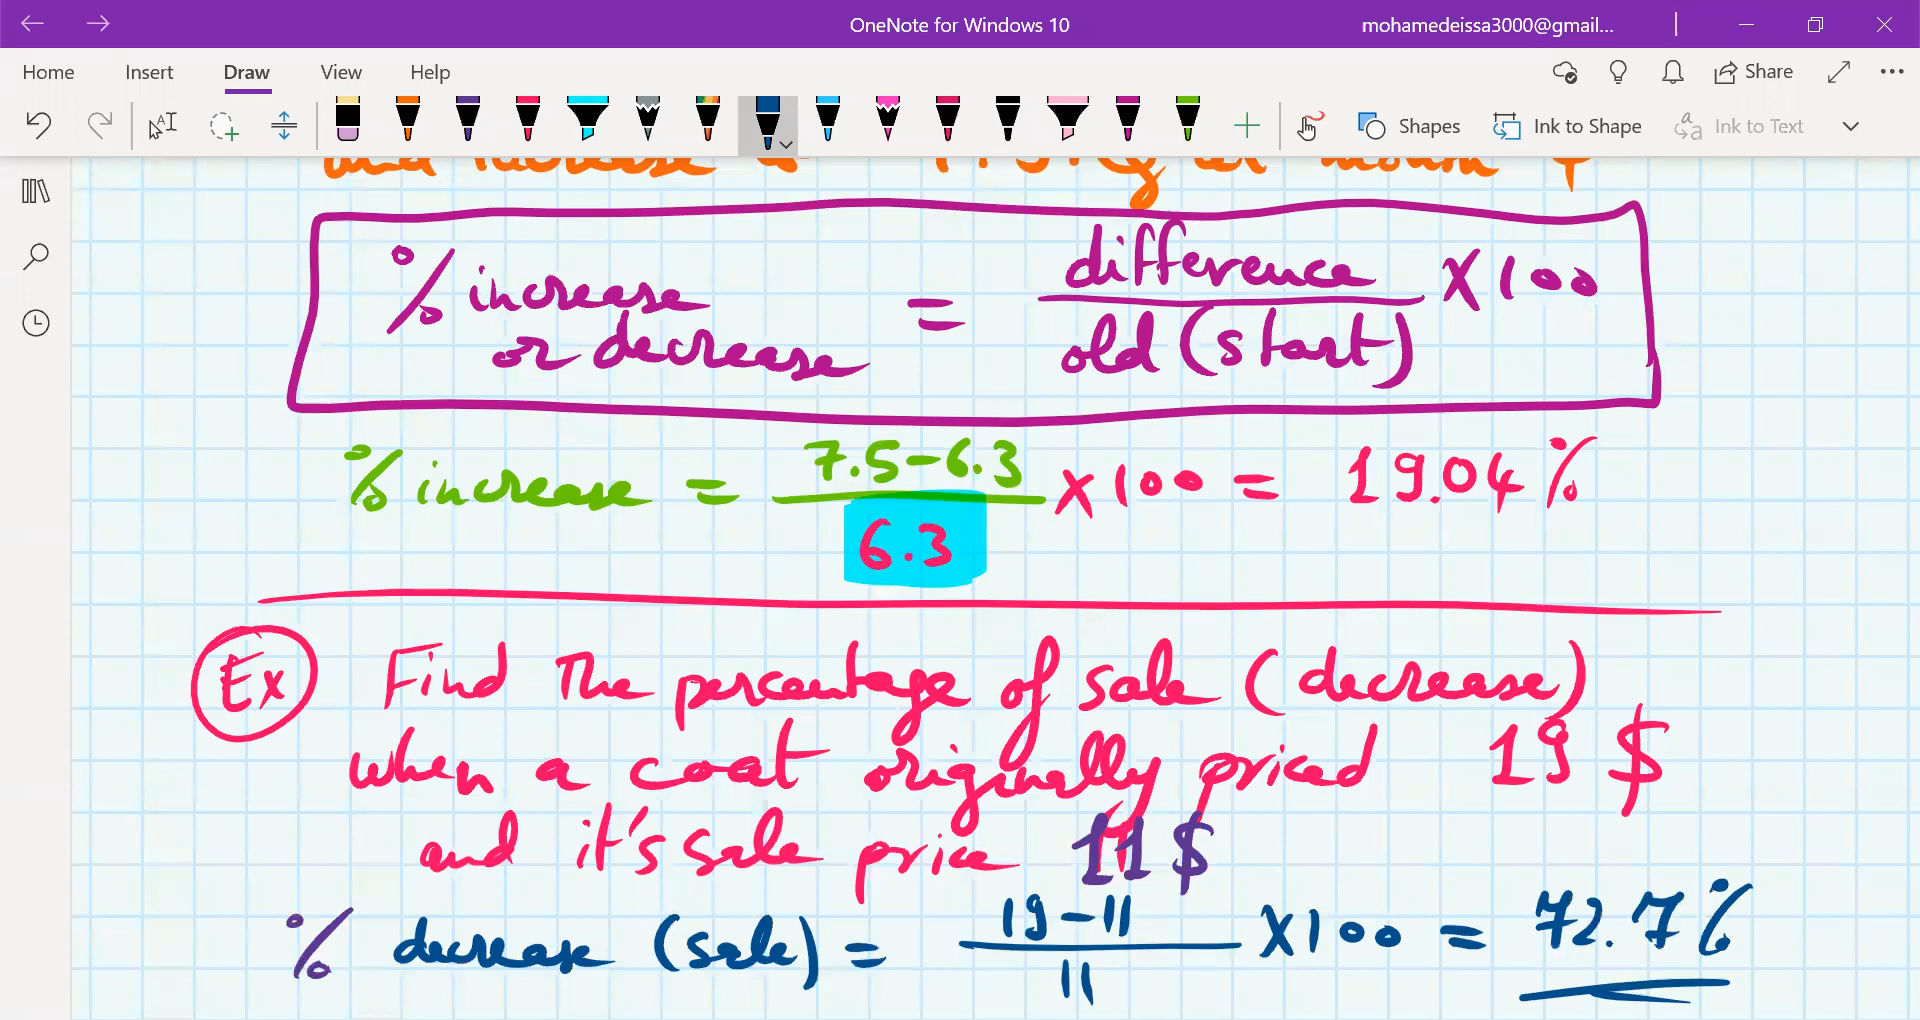 OneNote for Windows 10
mohamedeissa3000@gmail...
Home Insert Draw View Help
Share
Shapes Ink to Shape Ink to Text
% increase or decrease = difference / old (start) X 100
% increase = 7.5-6.3 / 6.3 X 100 = 19.04 %
Ex Find The percentage of sale (decrease)
when a coat originally priced 19 $
and it's sale price 11 $
% decrease (sale) = 19-11 / 11 X 100 = 72.7 %